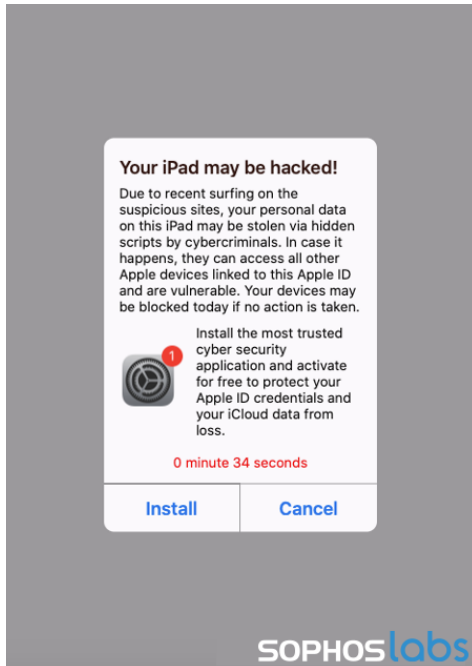 Your iPad may be hacked!
Due to recent surfing on the
suspicious sites, your personal data
on this iPad may be stolen via hidden
scripts by cybercriminals. In case it
happens, they can access all other
Apple devices linked to this Apple ID
and are vulnerable. Your devices may
be blocked today if no action is taken.
1
Install the most trusted
cyber security
application and activate
for free to protect your
Apple ID credentials and
your iCloud data from
loss.
0 minute 34 seconds
Install
Cancel
SOPHOSlabs